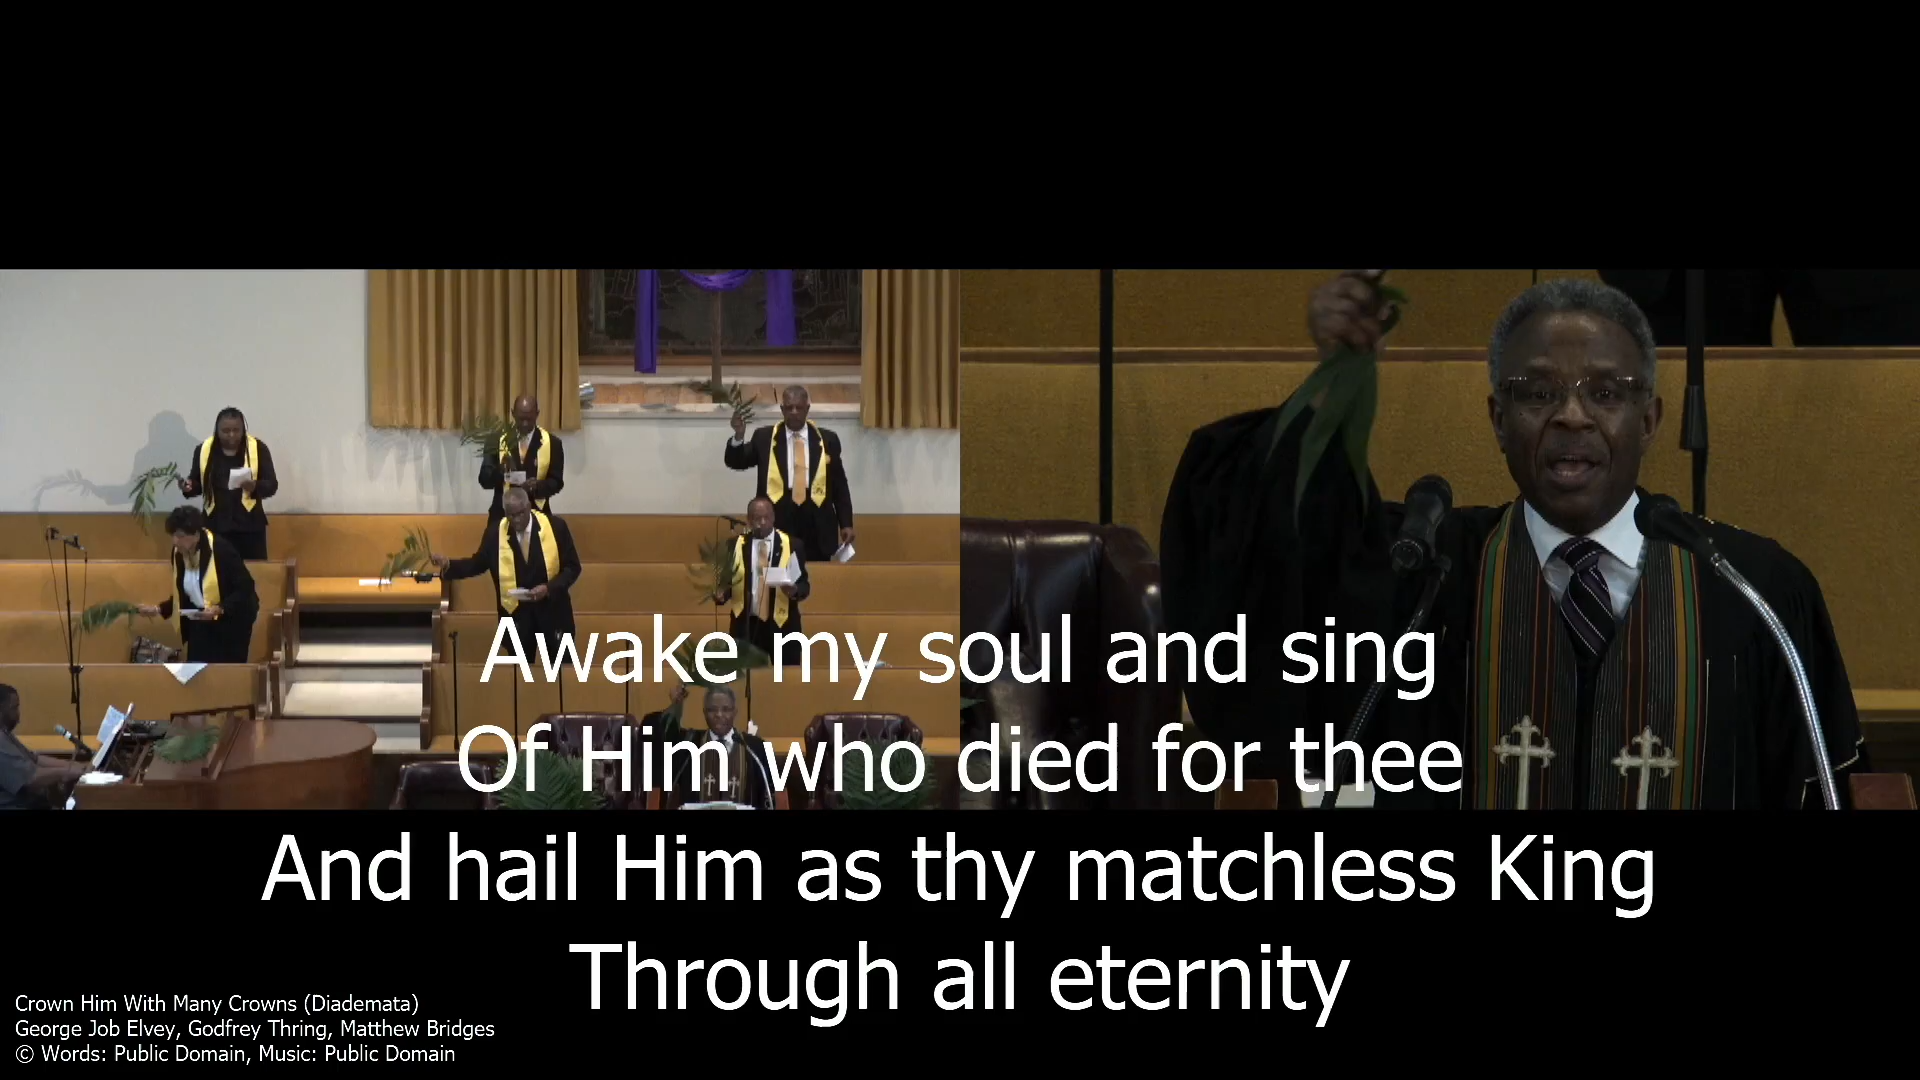 Awake my soul and sing
Of Him who died for thee
And hail Him as thy matchless King
Through all eternity
Crown Him With Many Crowns (Diademata)
George Job Elvey, Godfrey Thring, Matthew Bridges
© Words: Public Domain, Music: Public Domain